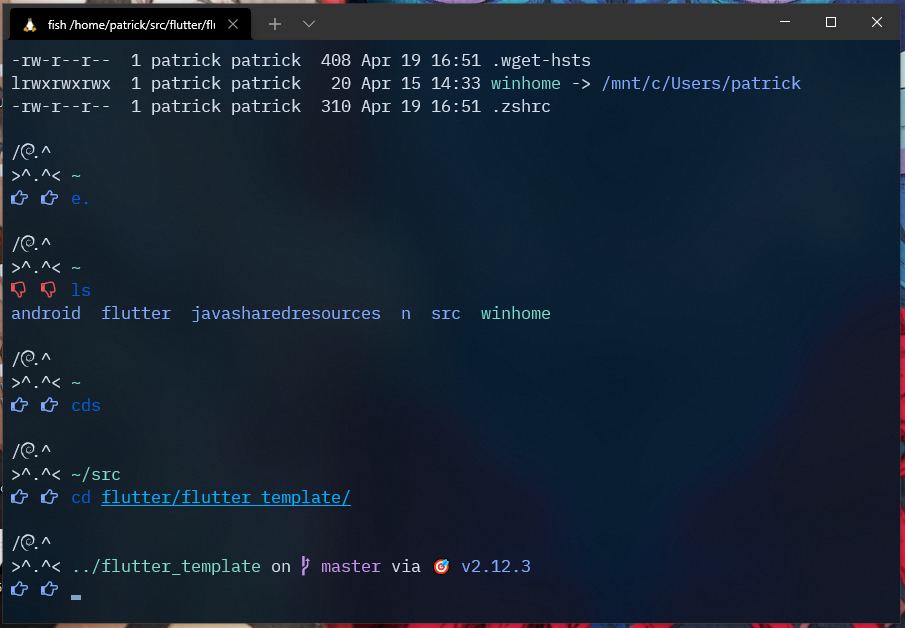 fish /home/patrick/src/flutter/fl
-rw-r--r--  1 patrick patrick  408 Apr 19 16:51 .wget-hsts
lrwxrwxrwx  1 patrick patrick   20 Apr 15 14:33 winhome -> /mnt/c/Users/patrick
-rw-r--r--  1 patrick patrick  310 Apr 19 16:51 .zshrc
/ᘓ.^
>^.^< ~
e.
/ᘓ.^
>^.^< ~
ls
android  flutter  javasharedresources  n  src  winhome
/ᘓ.^
>^.^< ~
cds
/ᘓ.^
>^.^< ~/src
cd flutter/flutter_template/
/ᘓ.^
>^.^< ../flutter_template on master via 🎯 v2.12.3